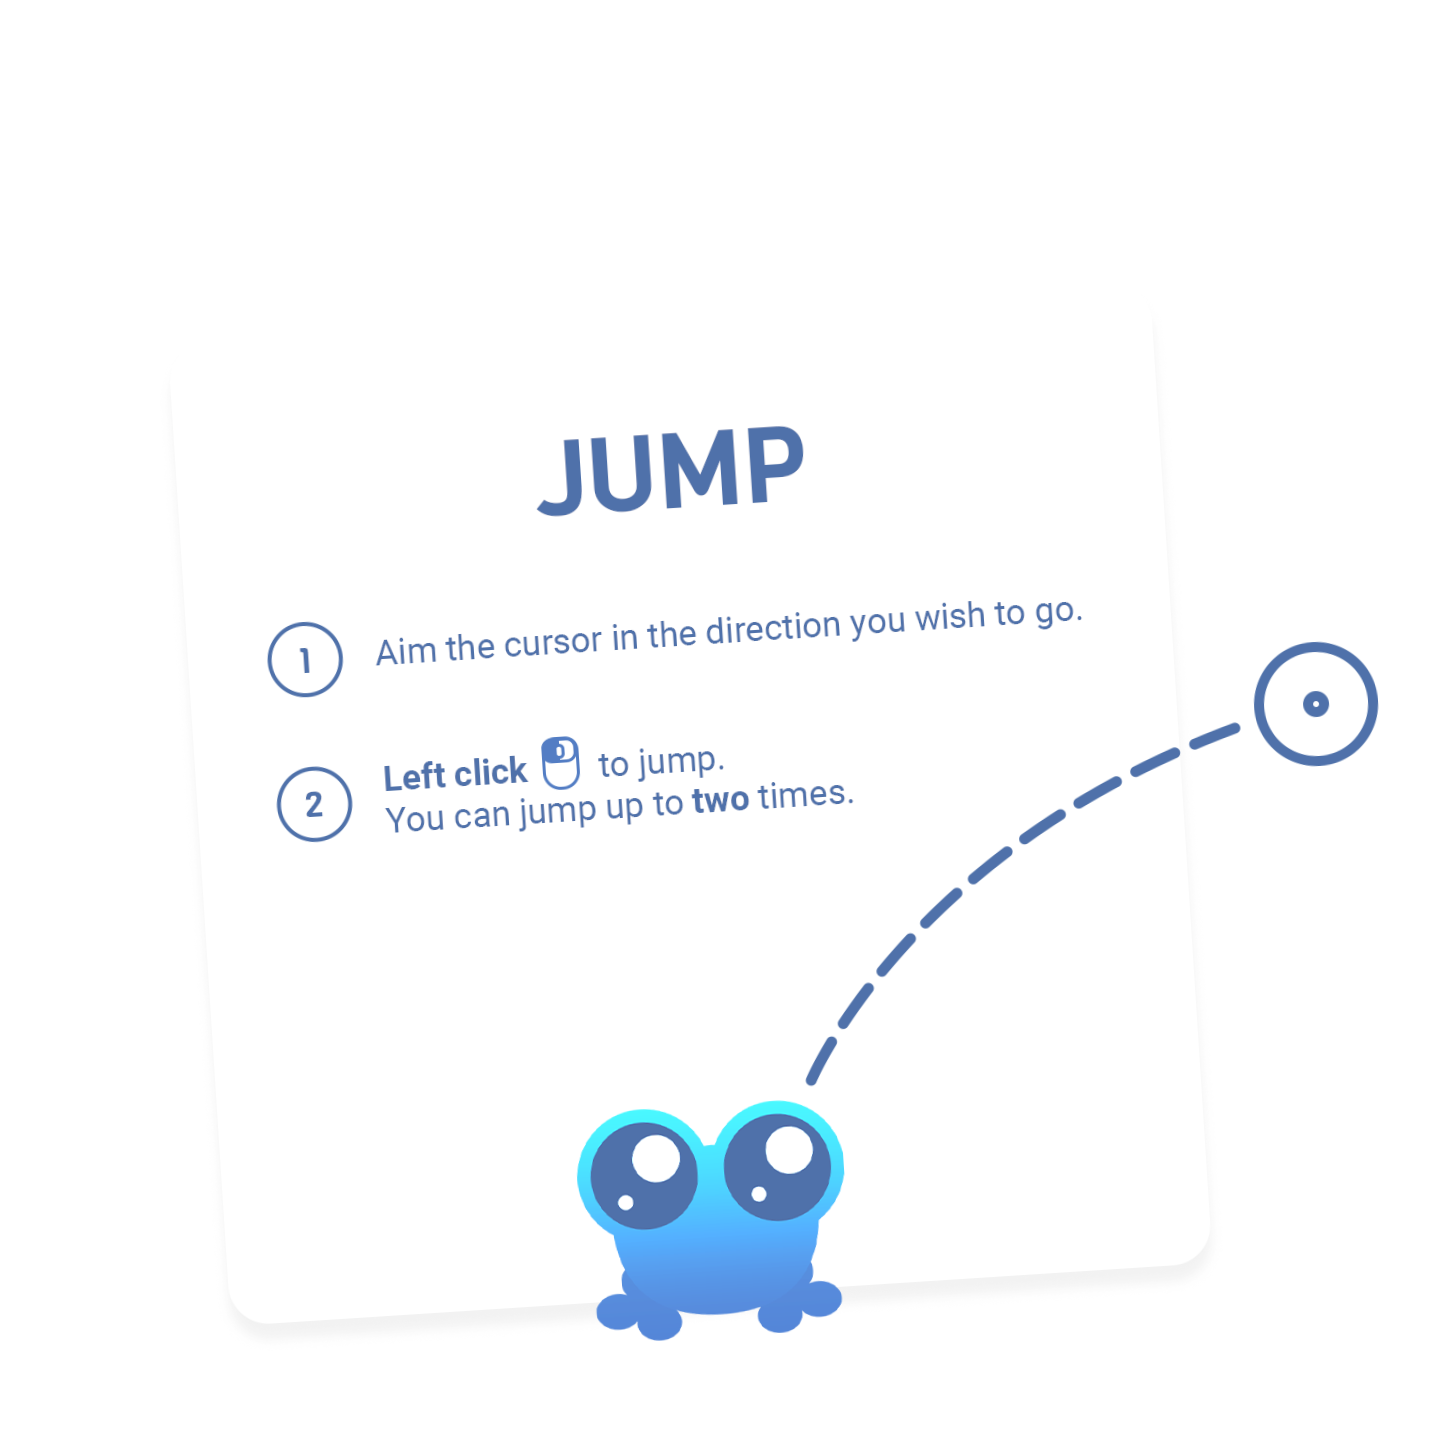 JUMP
1 Aim the cursor in the direction you wish to go.
2 Left click to jump.
You can jump up to two times.